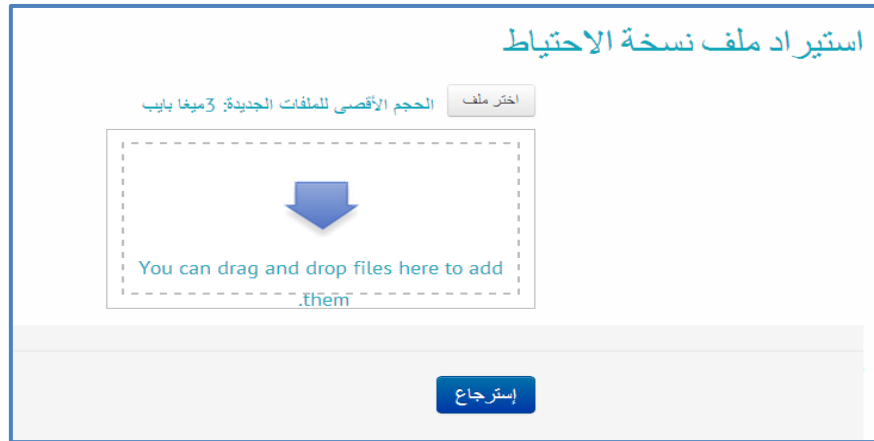 استيراد ملف نسخة الاحتياط
اختر ملف الحجم الأقصى للملفات الجديدة: 3ميغا بايب
You can drag and drop files here to add
.them
إسترجاع